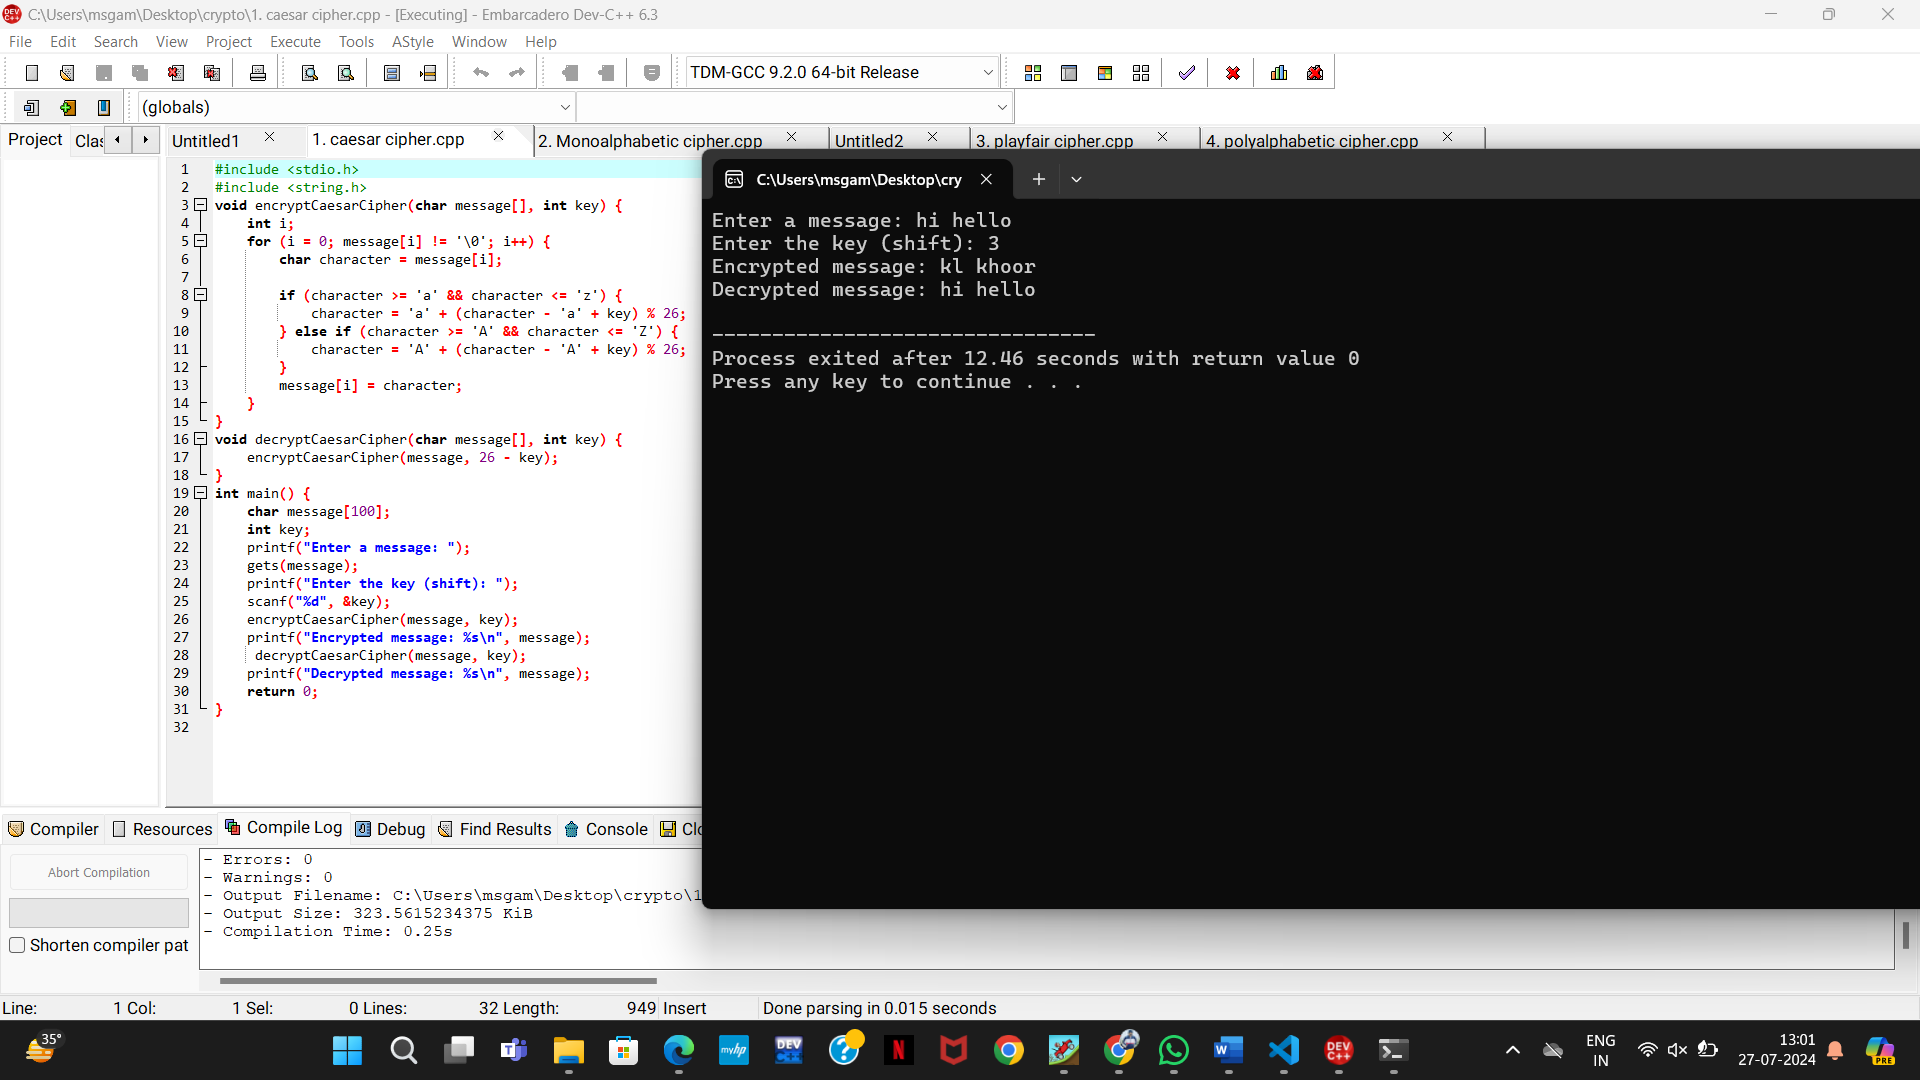 C:\Users\msgam\Desktop\crypto\1. caesar cipher.cpp - [Executing] - Embarcadero Dev-C++ 6.3
File Edit Search View Project Execute Tools AStyle Window Help
TDM-GCC 9.2.0 64-bit Release
(globals)
Project Clas Untitled1 1. caesar cipher.cpp 2. Monoalphabetic cipher.cpp Untitled2 3. playfair cipher.cpp 4. polyalphabetic cipher.cpp
1 #include <stdio.h>
2 #include <string.h>
3 void encryptCaesarCipher(char message[], int key) {
4 int i;
5 for (i = 0; message[i] != '\0'; i++) {
6 char character = message[i];
7
8 if (character >= 'a' && character <= 'z') {
9 character = 'a' + (character - 'a' + key) % 26;
10 } else if (character >= 'A' && character <= 'Z') {
11 character = 'A' + (character - 'A' + key) % 26;
12 }
13 message[i] = character;
14 }
15 }
16 void decryptCaesarCipher(char message[], int key) {
17 encryptCaesarCipher(message, 26 - key);
18 }
19 int main() {
20 char message[100];
21 int key;
22 printf("Enter a message: ");
23 gets(message);
24 printf("Enter the key (shift): ");
25 scanf("%d", &key);
26 encryptCaesarCipher(message, key);
27 printf("Encrypted message: %s\n", message);
28 decryptCaesarCipher(message, key);
29 printf("Decrypted message: %s\n", message);
30 return 0;
31 }
32
C:\Users\msgam\Desktop\cry
Enter a message: hi hello
Enter the key (shift): 3
Encrypted message: kl khoor
Decrypted message: hi hello
--------------------------------
Process exited after 12.46 seconds with return value 0
Press any key to continue . . .
Compiler Resources Compile Log Debug Find Results Console Clo
Abort Compilation
Shorten compiler pat
- Errors: 0
- Warnings: 0
- Output Filename: C:\Users\msgam\Desktop\crypto\1
- Output Size: 323.5615234375 KiB
- Compilation Time: 0.25s
Line: 1 Col: 1 Sel: 0 Lines: 32 Length: 949 Insert Done parsing in 0.015 seconds
35°
myhp
DEV C++
N
W
DEV C++
ENG
IN
13:01
27-07-2024
PRE